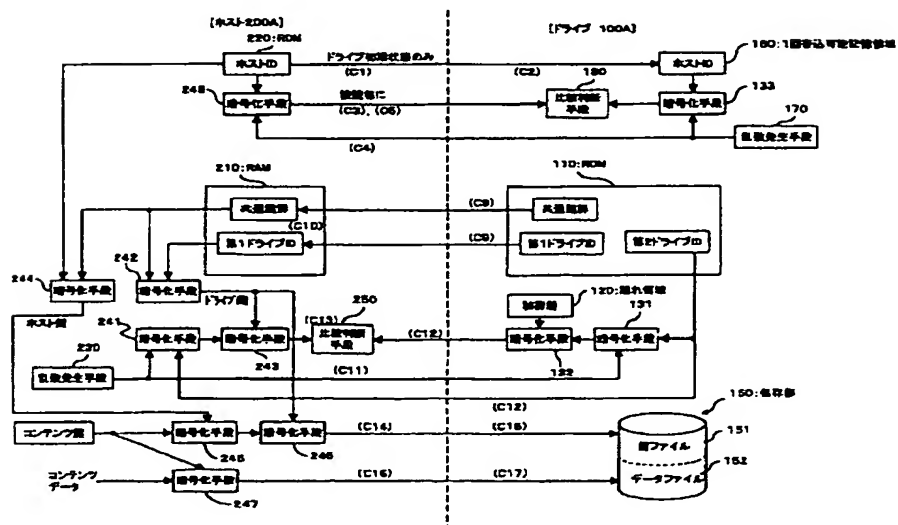 [ホスト200A]
[ドライブ 100A]
220:ROM
ホストID
ドライブ初期状態のみ
(C1)
(C2)
160:1回書込可能記憶領域
ホストID
248
暗号化手段
接続毎に
(C3),(C5)
180
比較判断
手段
暗号化手段
133
170
乱数発生手段
(C4)
210:RAM
110:ROM
共通鍵群
(C9)
共通鍵群
(C10)
第1ドライブID
(C9)
第1ドライブID
第2ドライブID
244
暗号化手段
242
暗号化手段
ドライブ鍵
ホスト鍵
250
(C13)
比較判断
手段
(C12)
120:隠れ領域
131
241
暗号化手段
暗号化手段
243
暗号化手段
132
暗号化手段
230
乱数発生手段
(C11)
(C12)
150:保存部
コンテンツ鍵
暗号化手段
245
暗号化手段
246
(C14)
(C15)
鍵ファイル
151
コンテンツ
データ
暗号化手段
247
(C16)
(C17)
データファイル
152